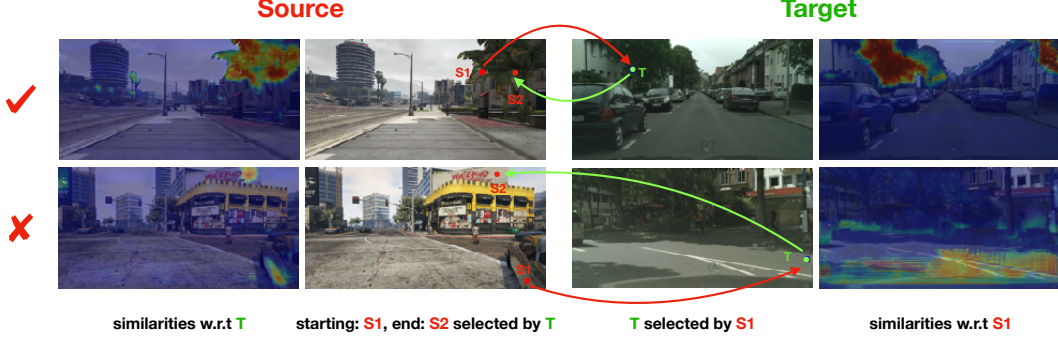 Source
Target
S1
S2
T
S2
S1
T
similarities w.r.t T
starting: S1, end: S2 selected by T
T selected by S1
similarities w.r.t S1